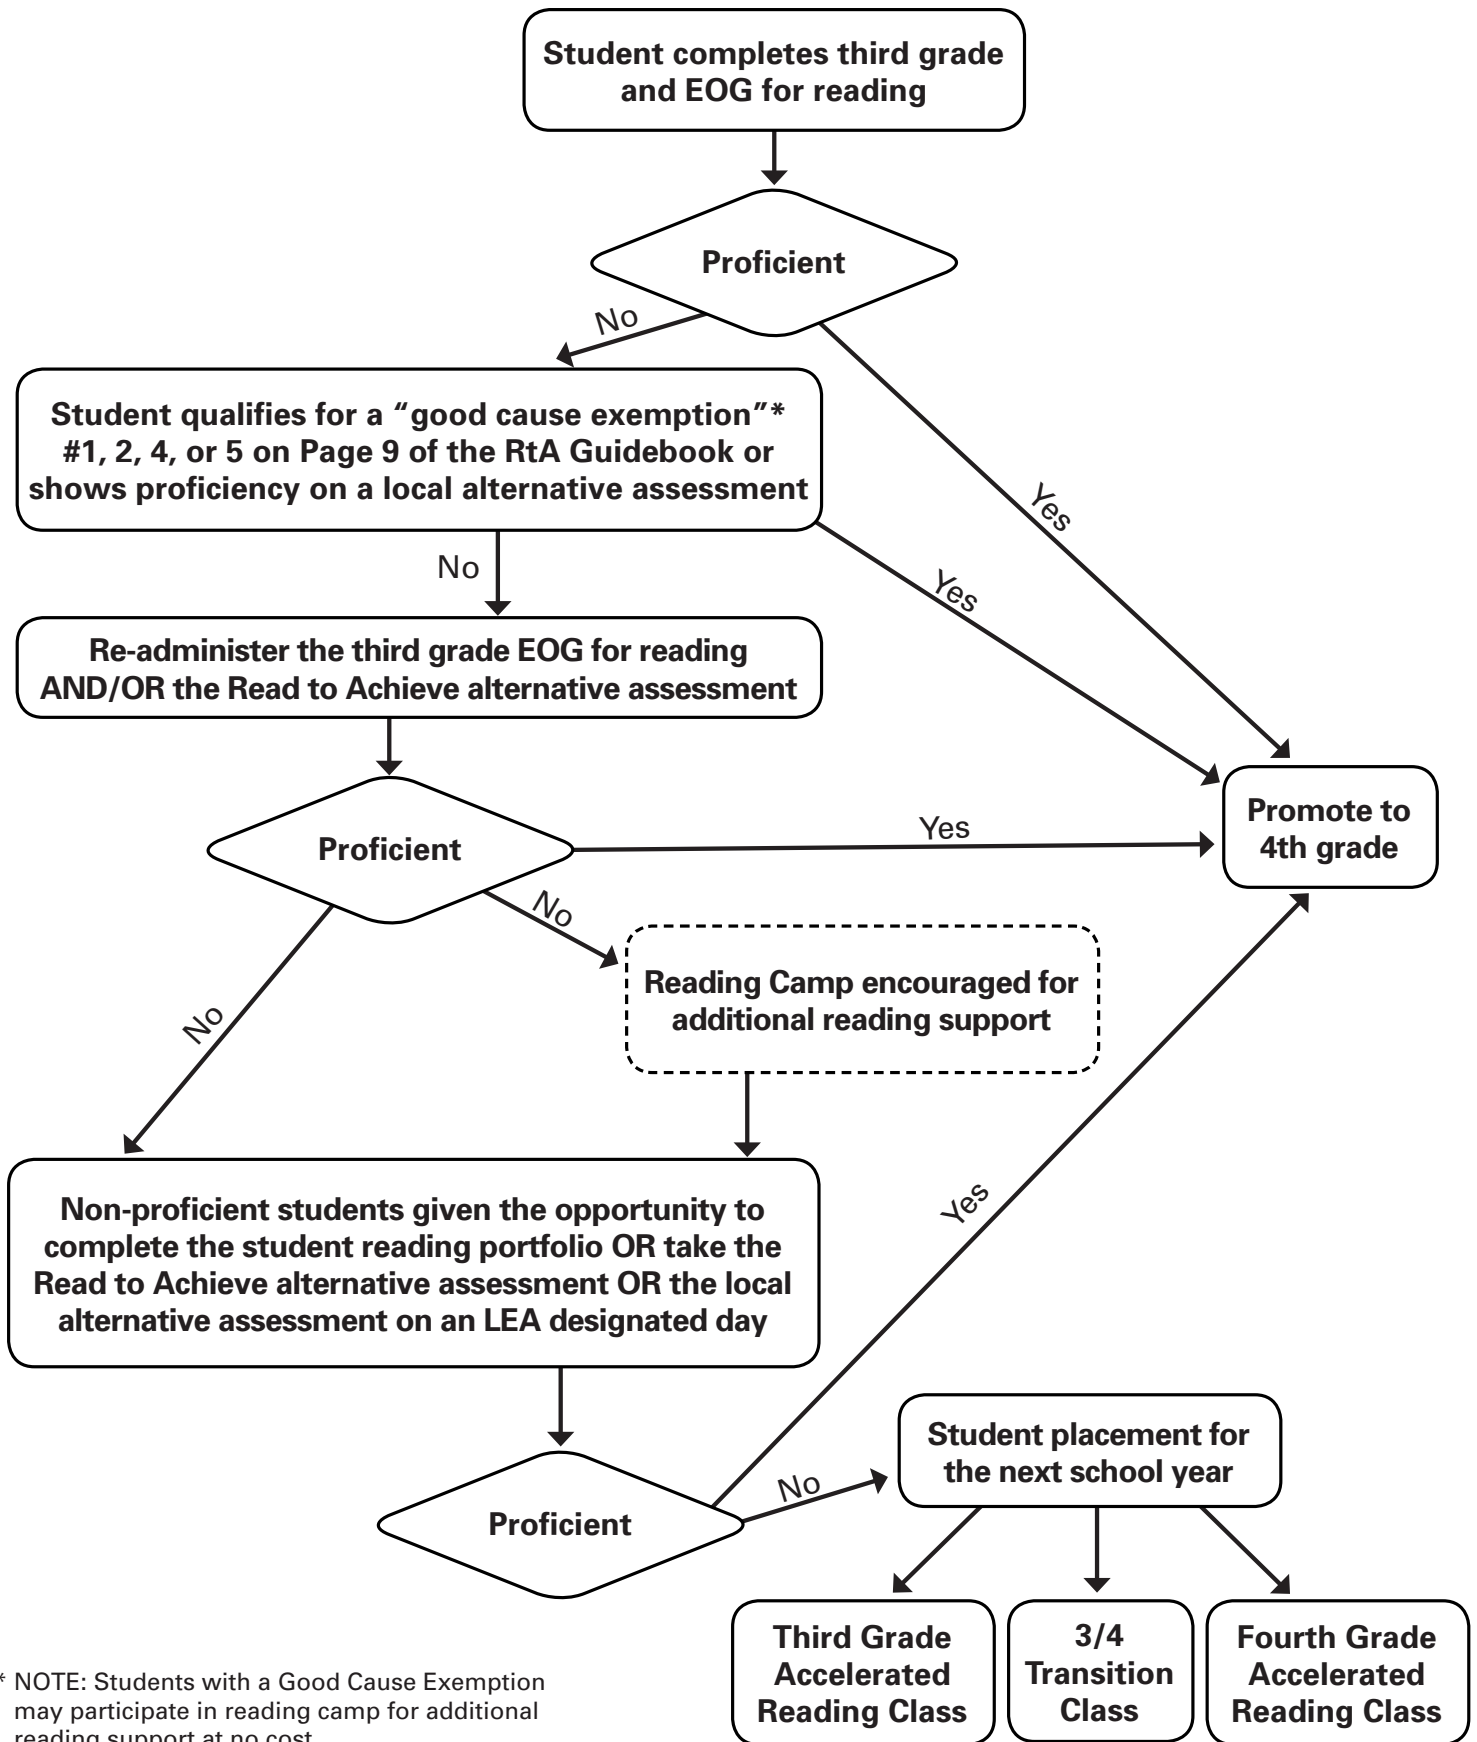 Student completes third grade
and EOG for reading
Proficient
No
Yes
Student qualifies for a “good cause exemption”*
#1, 2, 4, or 5 on Page 9 of the RtA Guidebook or
shows proficiency on a local alternative assessment
No
Yes
Re-administer the third grade EOG for reading
AND/OR the Read to Achieve alternative assessment
Proficient
Yes
Promote to
4th grade
No
No
Reading Camp encouraged for
additional reading support
Non-proficient students given the opportunity to
complete the student reading portfolio OR take the
Read to Achieve alternative assessment OR the local
alternative assessment on an LEA designated day
Yes
Proficient
No
Student placement for
the next school year
Third Grade
Accelerated
Reading Class
3/4
Transition
Class
Fourth Grade
Accelerated
Reading Class
* NOTE: Students with a Good Cause Exemption
may participate in reading camp for additional
reading support at no cost